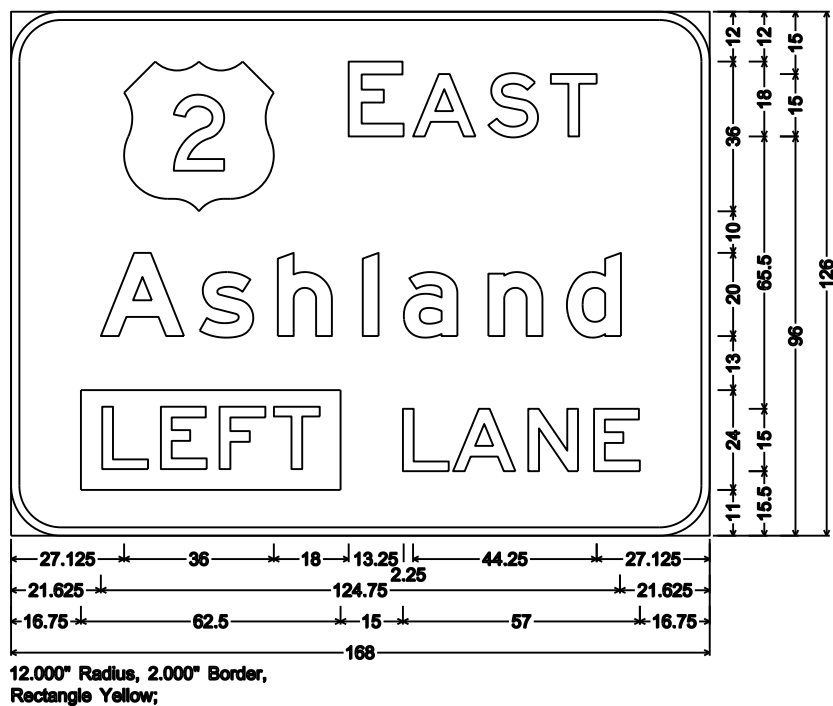 2 EAST
Ashland
LEFT LANE
12 36 10 20 13 24 11
12 18 65.5 15 15.5
15 15 96
126
27.125 36 18 13.25 2.25 44.25 27.125
21.625 124.75 21.625
16.75 62.5 15 57 16.75
168
12.000" Radius, 2.000" Border,
Rectangle Yellow;